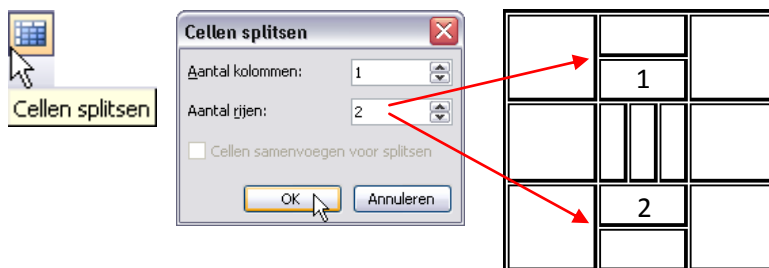 Cellen splitsen
Cellen splitsen
Aantal kolommen:
1
Aantal rijen:
2
Cellen samenvoegen voor splitsen
OK
Annuleren
1
2